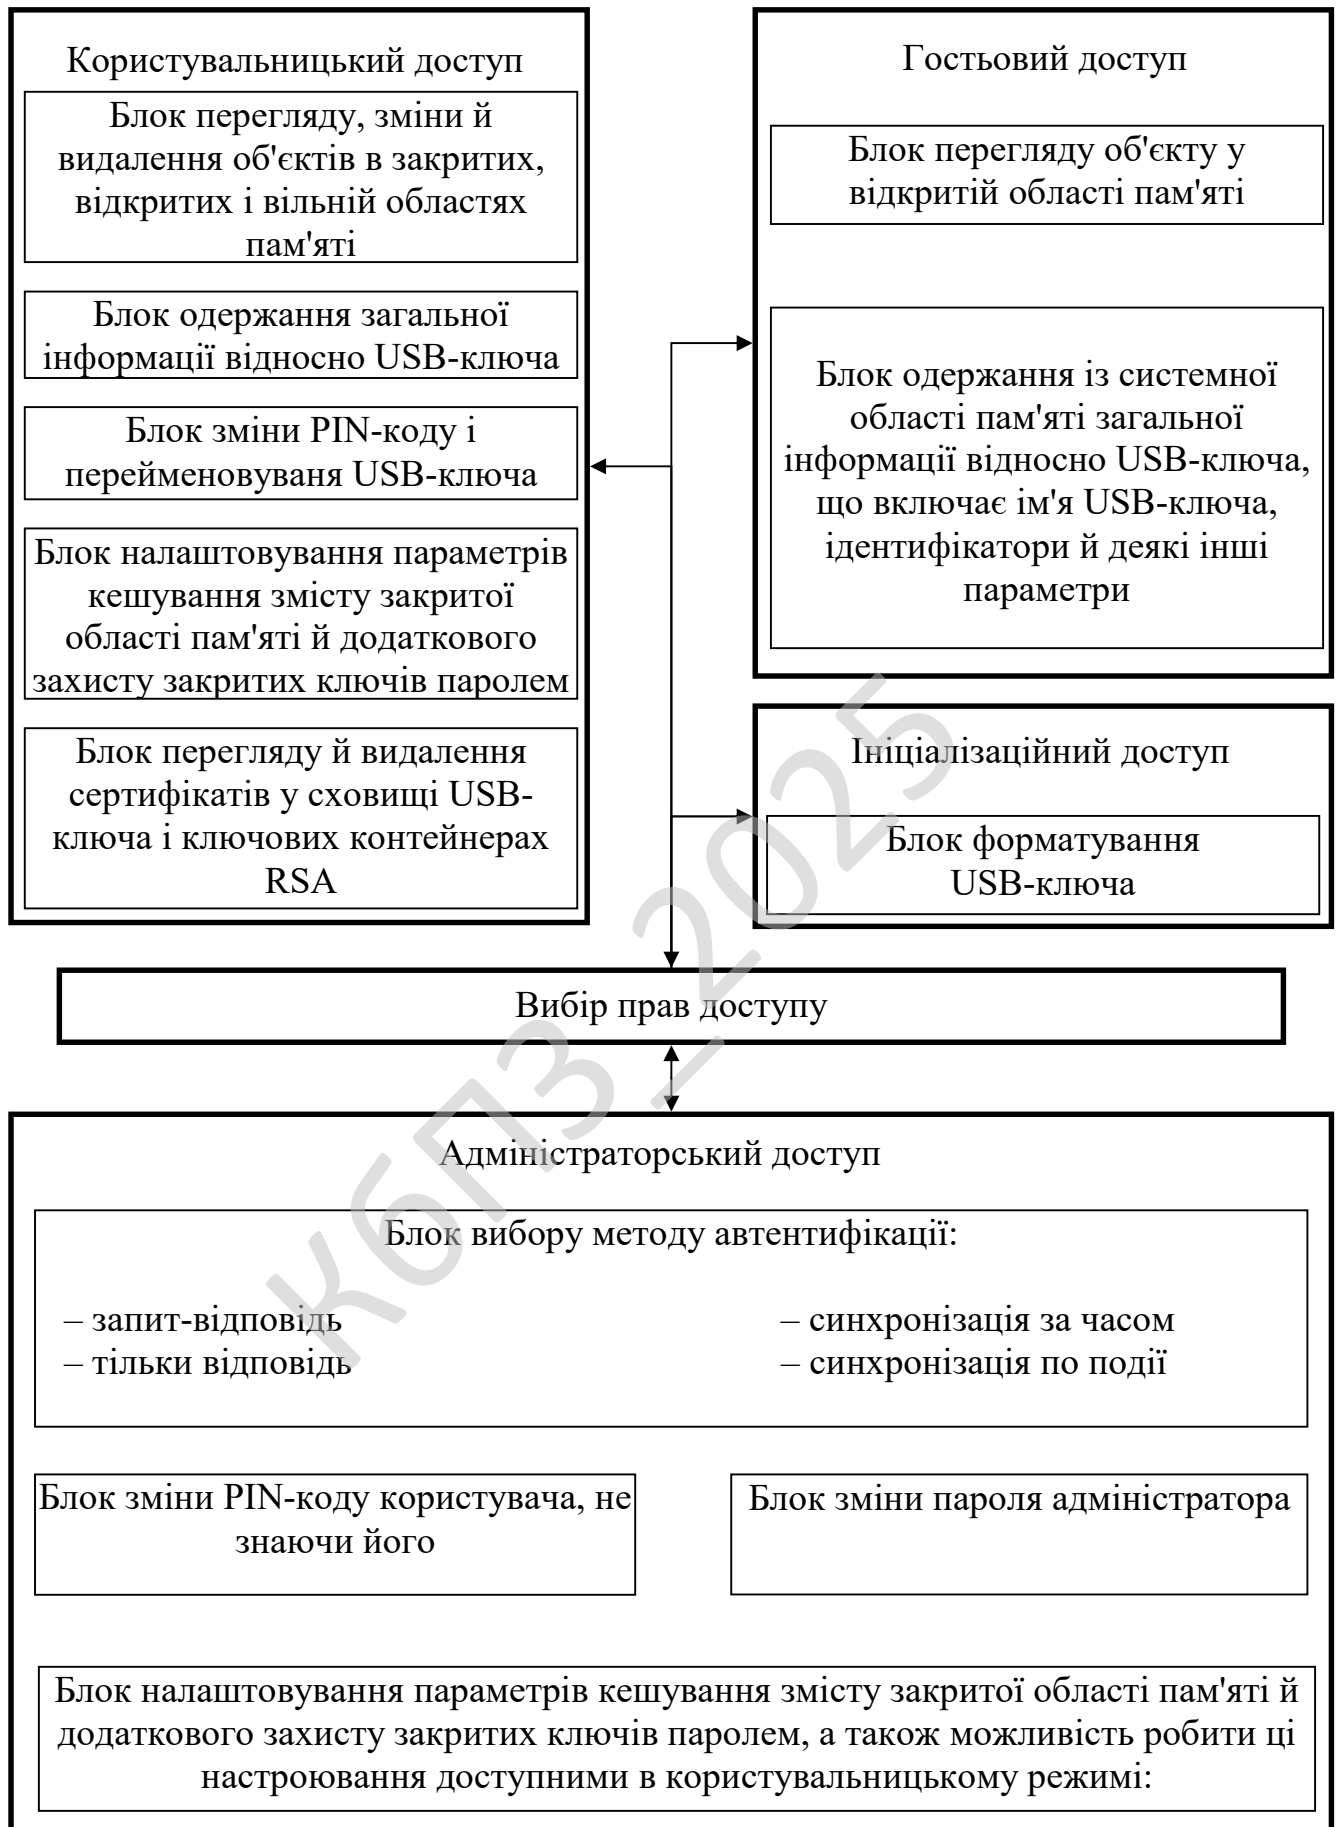 Користувальницький доступ
Блок перегляду, зміни й
видалення об'єктів в закритих,
відкритих і вільній областях
пам'яті
Блок одержання загальної
інформації відносно USB-ключа
Блок зміни PIN-коду і
перейменовуваня USB-ключа
Блок налаштовування параметрів
кешування змісту закритої
області пам'яті й додаткового
захисту закритих ключів паролем
Блок перегляду й видалення
сертифікатів у сховищі USB-
ключа і ключових контейнерах
RSA
Гостьовий доступ
Блок перегляду об'єкту у
відкритій області пам'яті
Блок одержання із системної
області пам'яті загальної
інформації відносно USB-ключа,
що включає ім'я USB-ключа,
ідентифікатори й деякі інші
параметри
Ініціалізаційний доступ
Блок форматування
USB-ключа
Вибір прав доступу
Адміністраторський доступ
Блок вибору методу автентифікації:
– запит-відповідь
– тільки відповідь
– синхронізація за часом
– синхронізація по події
Блок зміни PIN-коду користувача, не
знаючи його
Блок зміни пароля адміністратора
Блок налаштовування параметрів кешування змісту закритої області пам'яті й
додаткового захисту закритих ключів паролем, а також можливість робити ці
настроювання доступними в користувальницькому режимі:
КбПЗ_2025